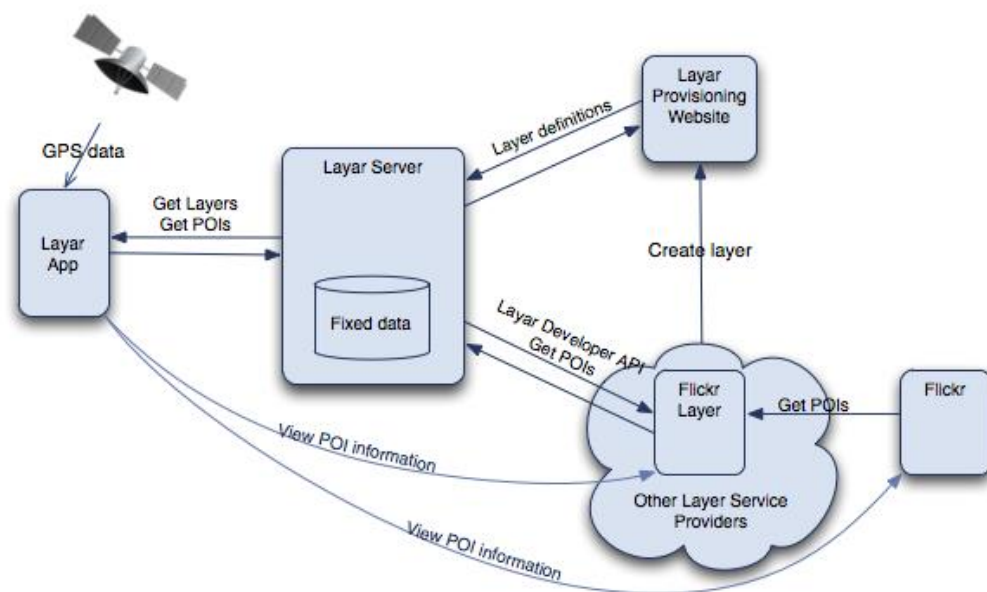 GPS data
Layar
App
Get Layers
Get POIs
Layar Server
Fixed data
Layer definitions
Layar
Provisioning
Website
Create layer
Layar Developer API
Get POIs
Flickr
Layer
Get POIs
Flickr
Other Layer Service
Providers
View POI information
View POI information